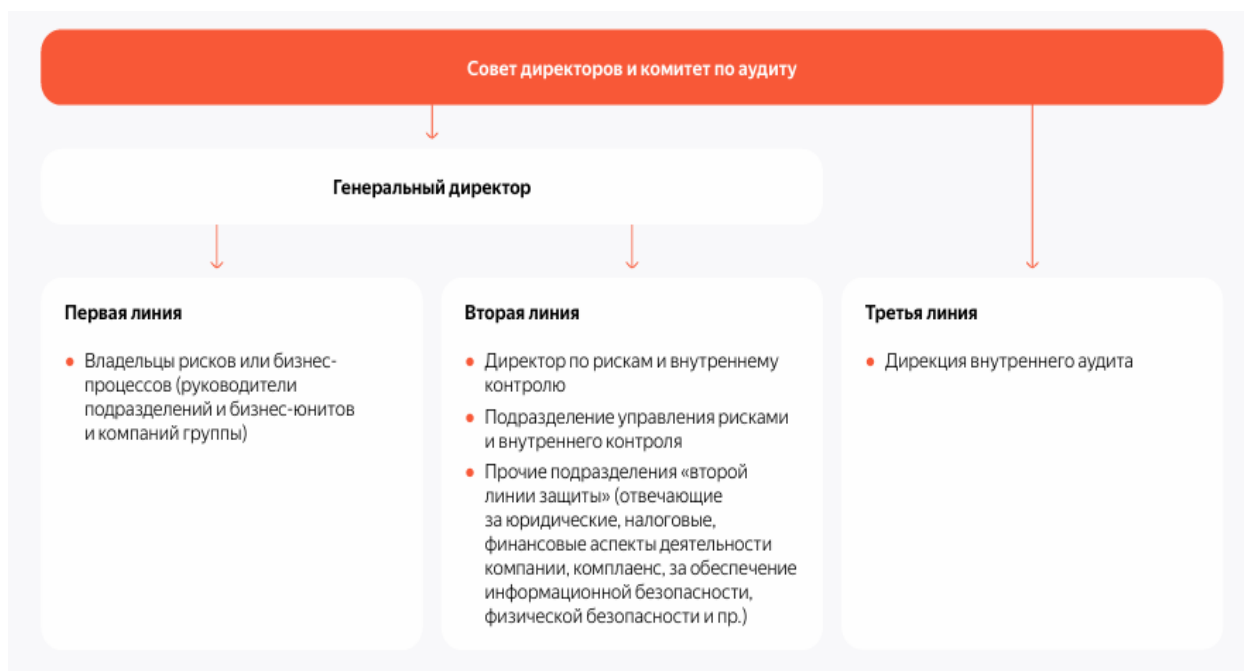 Совет директоров и комитет по аудиту
Генеральный директор
Первая линия
• Владельцы рисков или бизнес-
процессов (руководители
подразделений и бизнес-юнитов
и компаний группы)
Вторая линия
• Директор по рискам и внутреннему
контролю
• Подразделение управления рисками
и внутреннего контроля
• Прочие подразделения «второй
линии защиты» (отвечающие
за юридические, налоговые,
финансовые аспекты деятельности
компании, комплаенс, за обеспечение
информационной безопасности,
физической безопасности и пр.)
Третья линия
• Дирекция внутреннего аудита